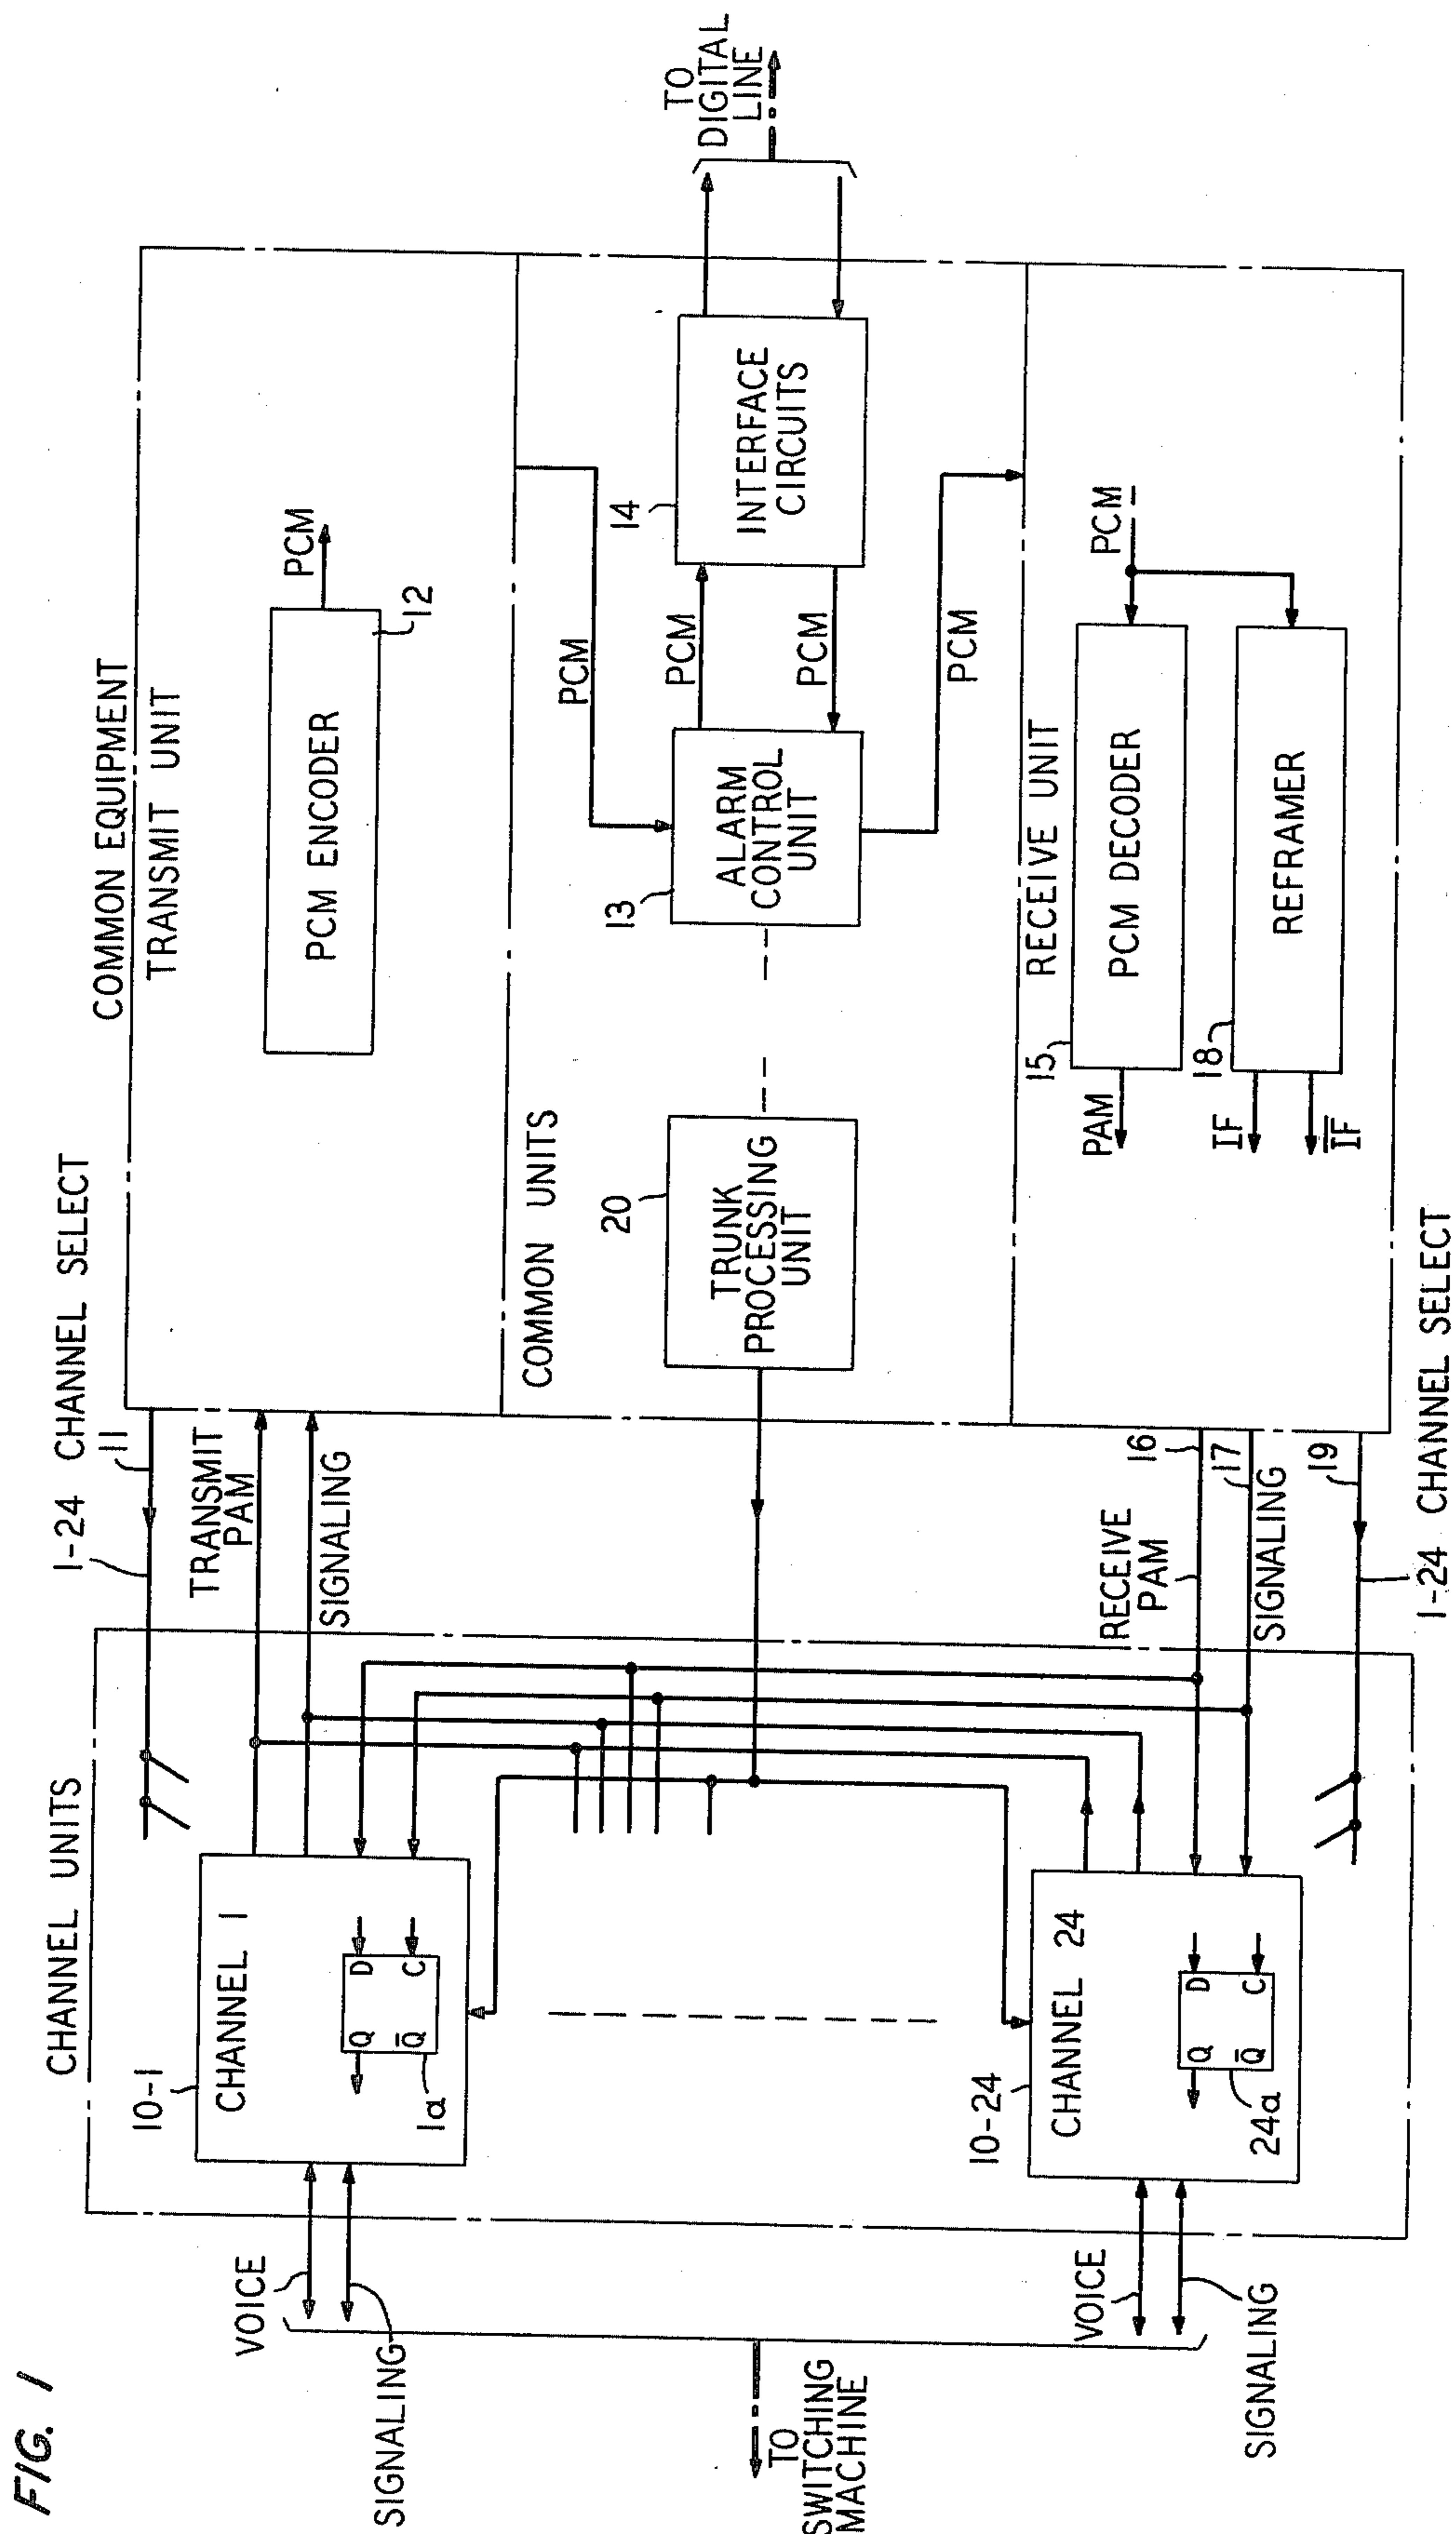 FIG. 1
CHANNEL UNITS
1-24 CHANNEL SELECT
11
COMMON EQUIPMENT
TRANSMIT UNIT
TRANSMIT
PAM
SIGNALING
PCM ENCODER
12
PCM
10-1
CHANNEL 1
Q
D
Q̅
C
1a
VOICE
SIGNALING
TO
SWITCHING
MACHINE
COMMON UNITS
20
TRUNK
PROCESSING
UNIT
13
ALARM
CONTROL
UNIT
PCM
PCM
PCM
PCM
14
INTERFACE
CIRCUITS
TO
DIGITAL
LINE
10-24
CHANNEL 24
Q
D
Q̅
C
24a
VOICE
SIGNALING
RECEIVE
PAM
16
17
SIGNALING
19
1-24 CHANNEL SELECT
RECEIVE UNIT
15
PCM DECODER
PAM
PCM
18
REFRAMER
IF
I̅F̅